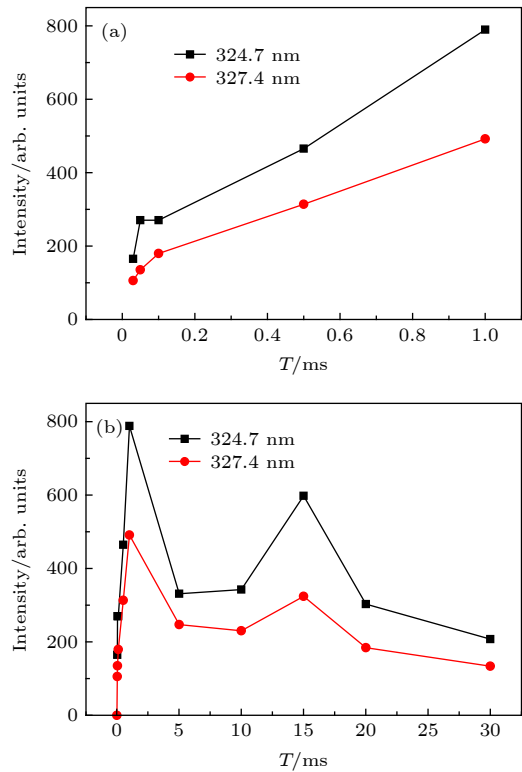 (a)
324.7 nm
327.4 nm
800
600
400
200
0
Intensity/arb. units
0 0.2 0.4 0.6 0.8 1.0
T/ms
(b)
324.7 nm
327.4 nm
800
600
400
200
0
Intensity/arb. units
0 5 10 15 20 25 30
T/ms